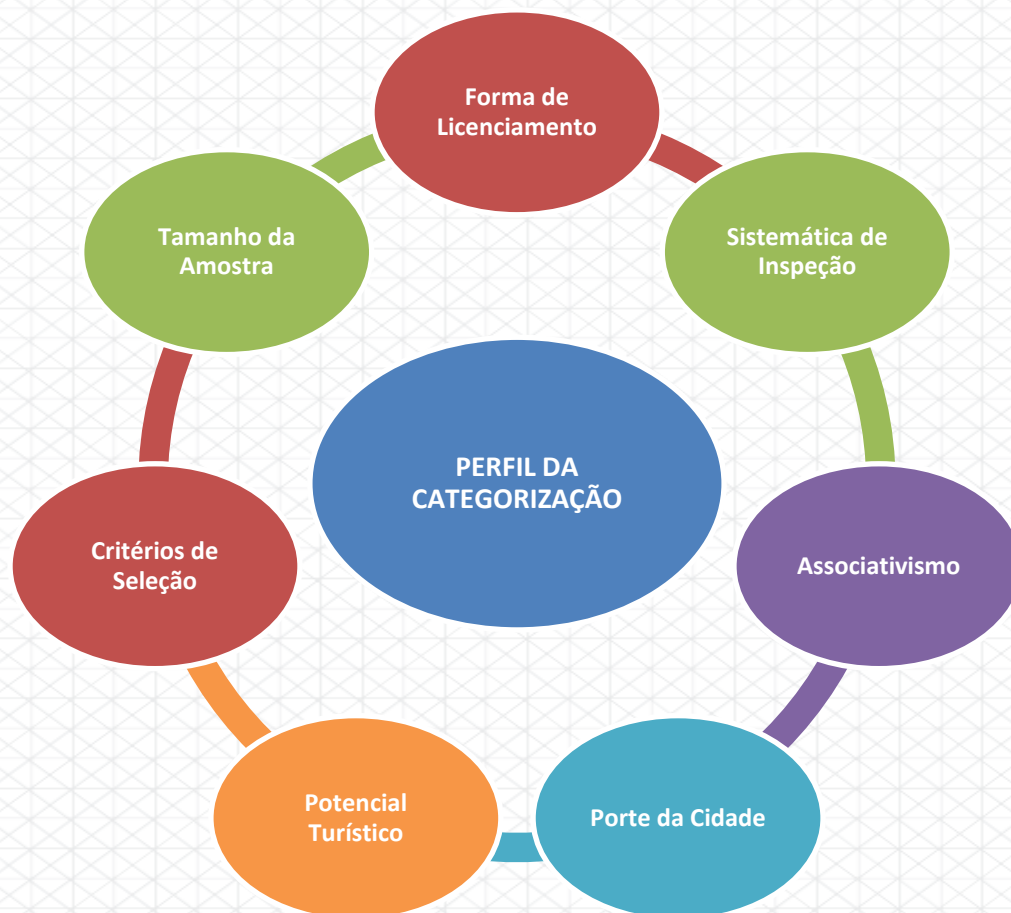 Forma de
Licenciamento
Sistemática de
Inspeção
Associativismo
Porte da Cidade
Potencial
Turístico
Critérios de
Seleção
Tamanho da
Amostra
PERFIL DA
CATEGORIZAÇÃO